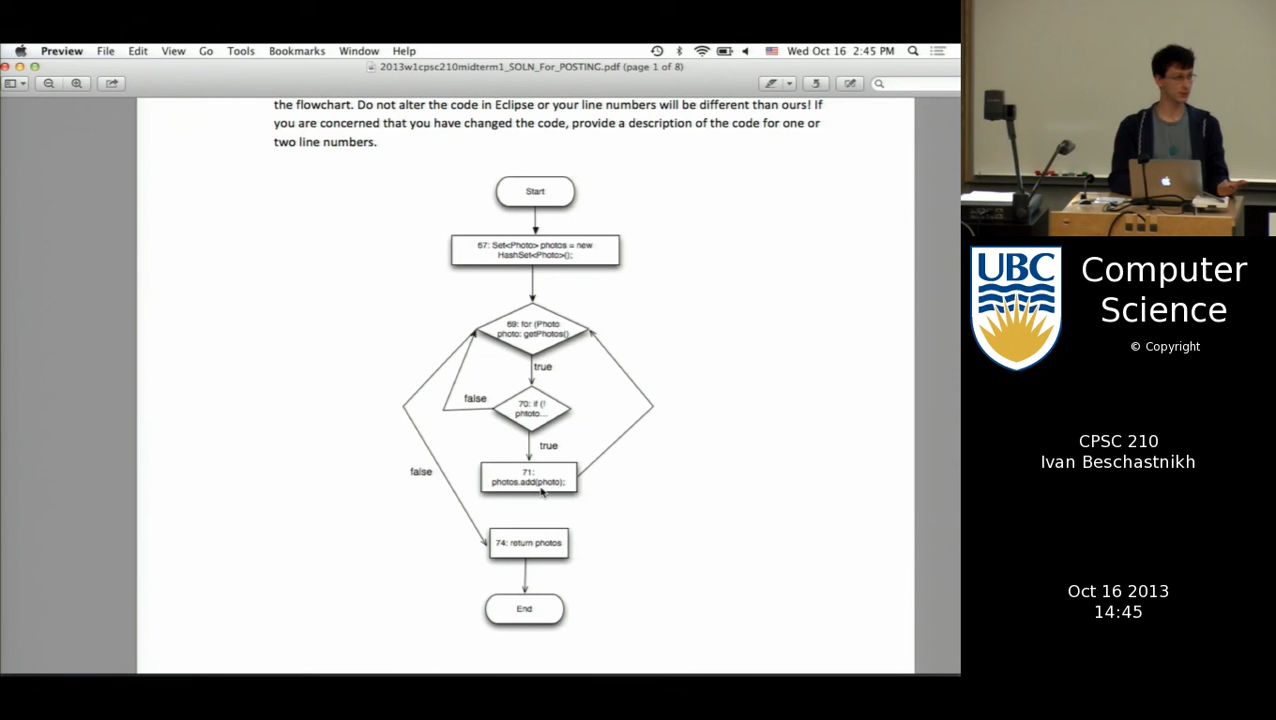 Preview File Edit View Go Tools Bookmarks Window Help Wed Oct 16 2:45 PM
2013w1cpsc210midterm1_SOLN_For_POSTING.pdf (page 1 of 8)
the flowchart. Do not alter the code in Eclipse or your line numbers will be different than ours! If
you are concerned that you have changed the code, provide a description of the code for one or
two line numbers.
Start
67: Set<Photo> photos = new
HashSet<Photo>();
69: for (Photo
photo: getPhotos()
true
false
70: if (!
phtoto...
true
false
71:
photos.add(photo);
74: return photos
End
UBC
Computer
Science
© Copyright
CPSC 210
Ivan Beschastnikh
Oct 16 2013
14:45